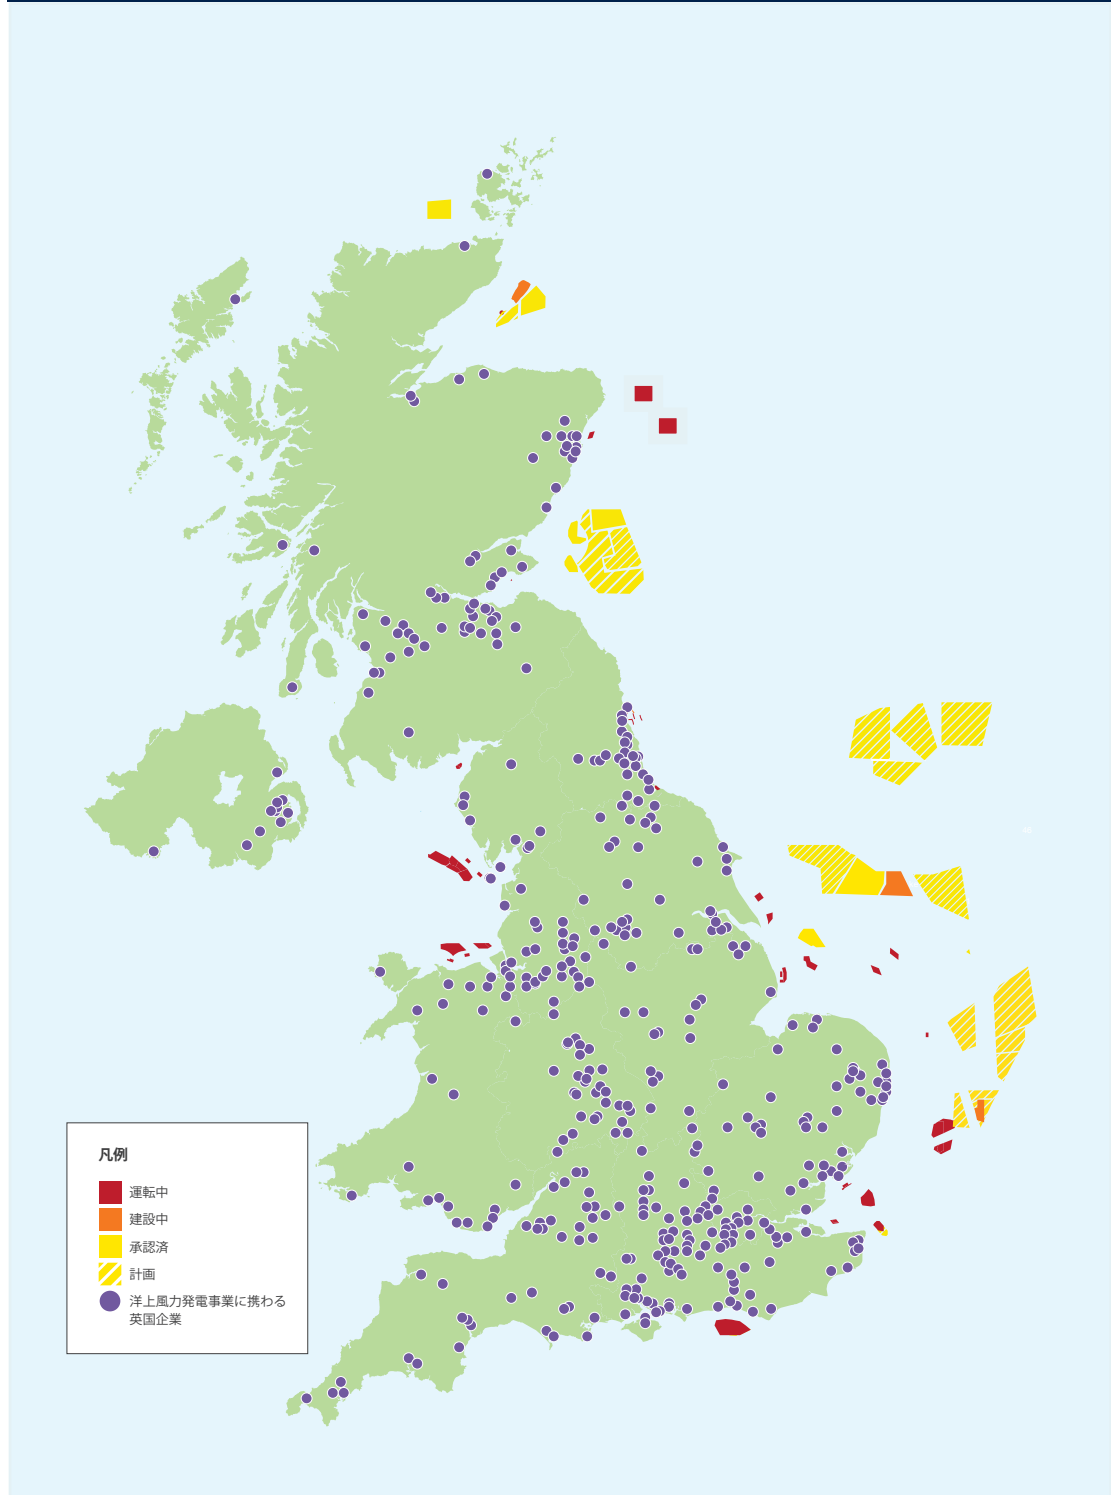 凡例
運転中
建設中
承認済
計画
洋上風力発電事業に携わる
英国企業